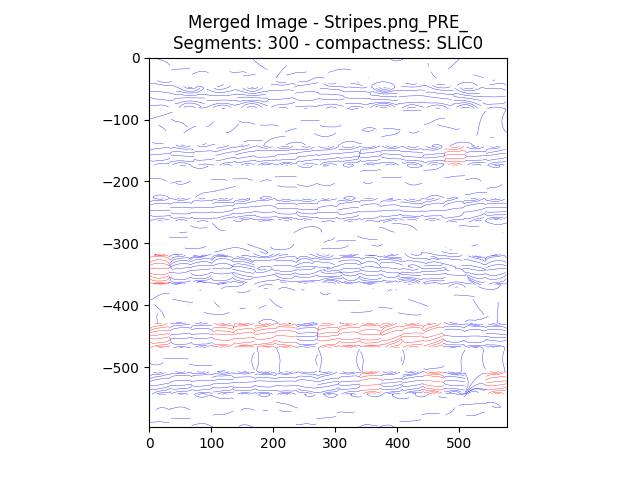 Merged Image - Stripes.png_PRE_
Segments: 300 - compactness: SLIC0
0
−100
−200
−300
−400
−500
0 100 200 300 400 500